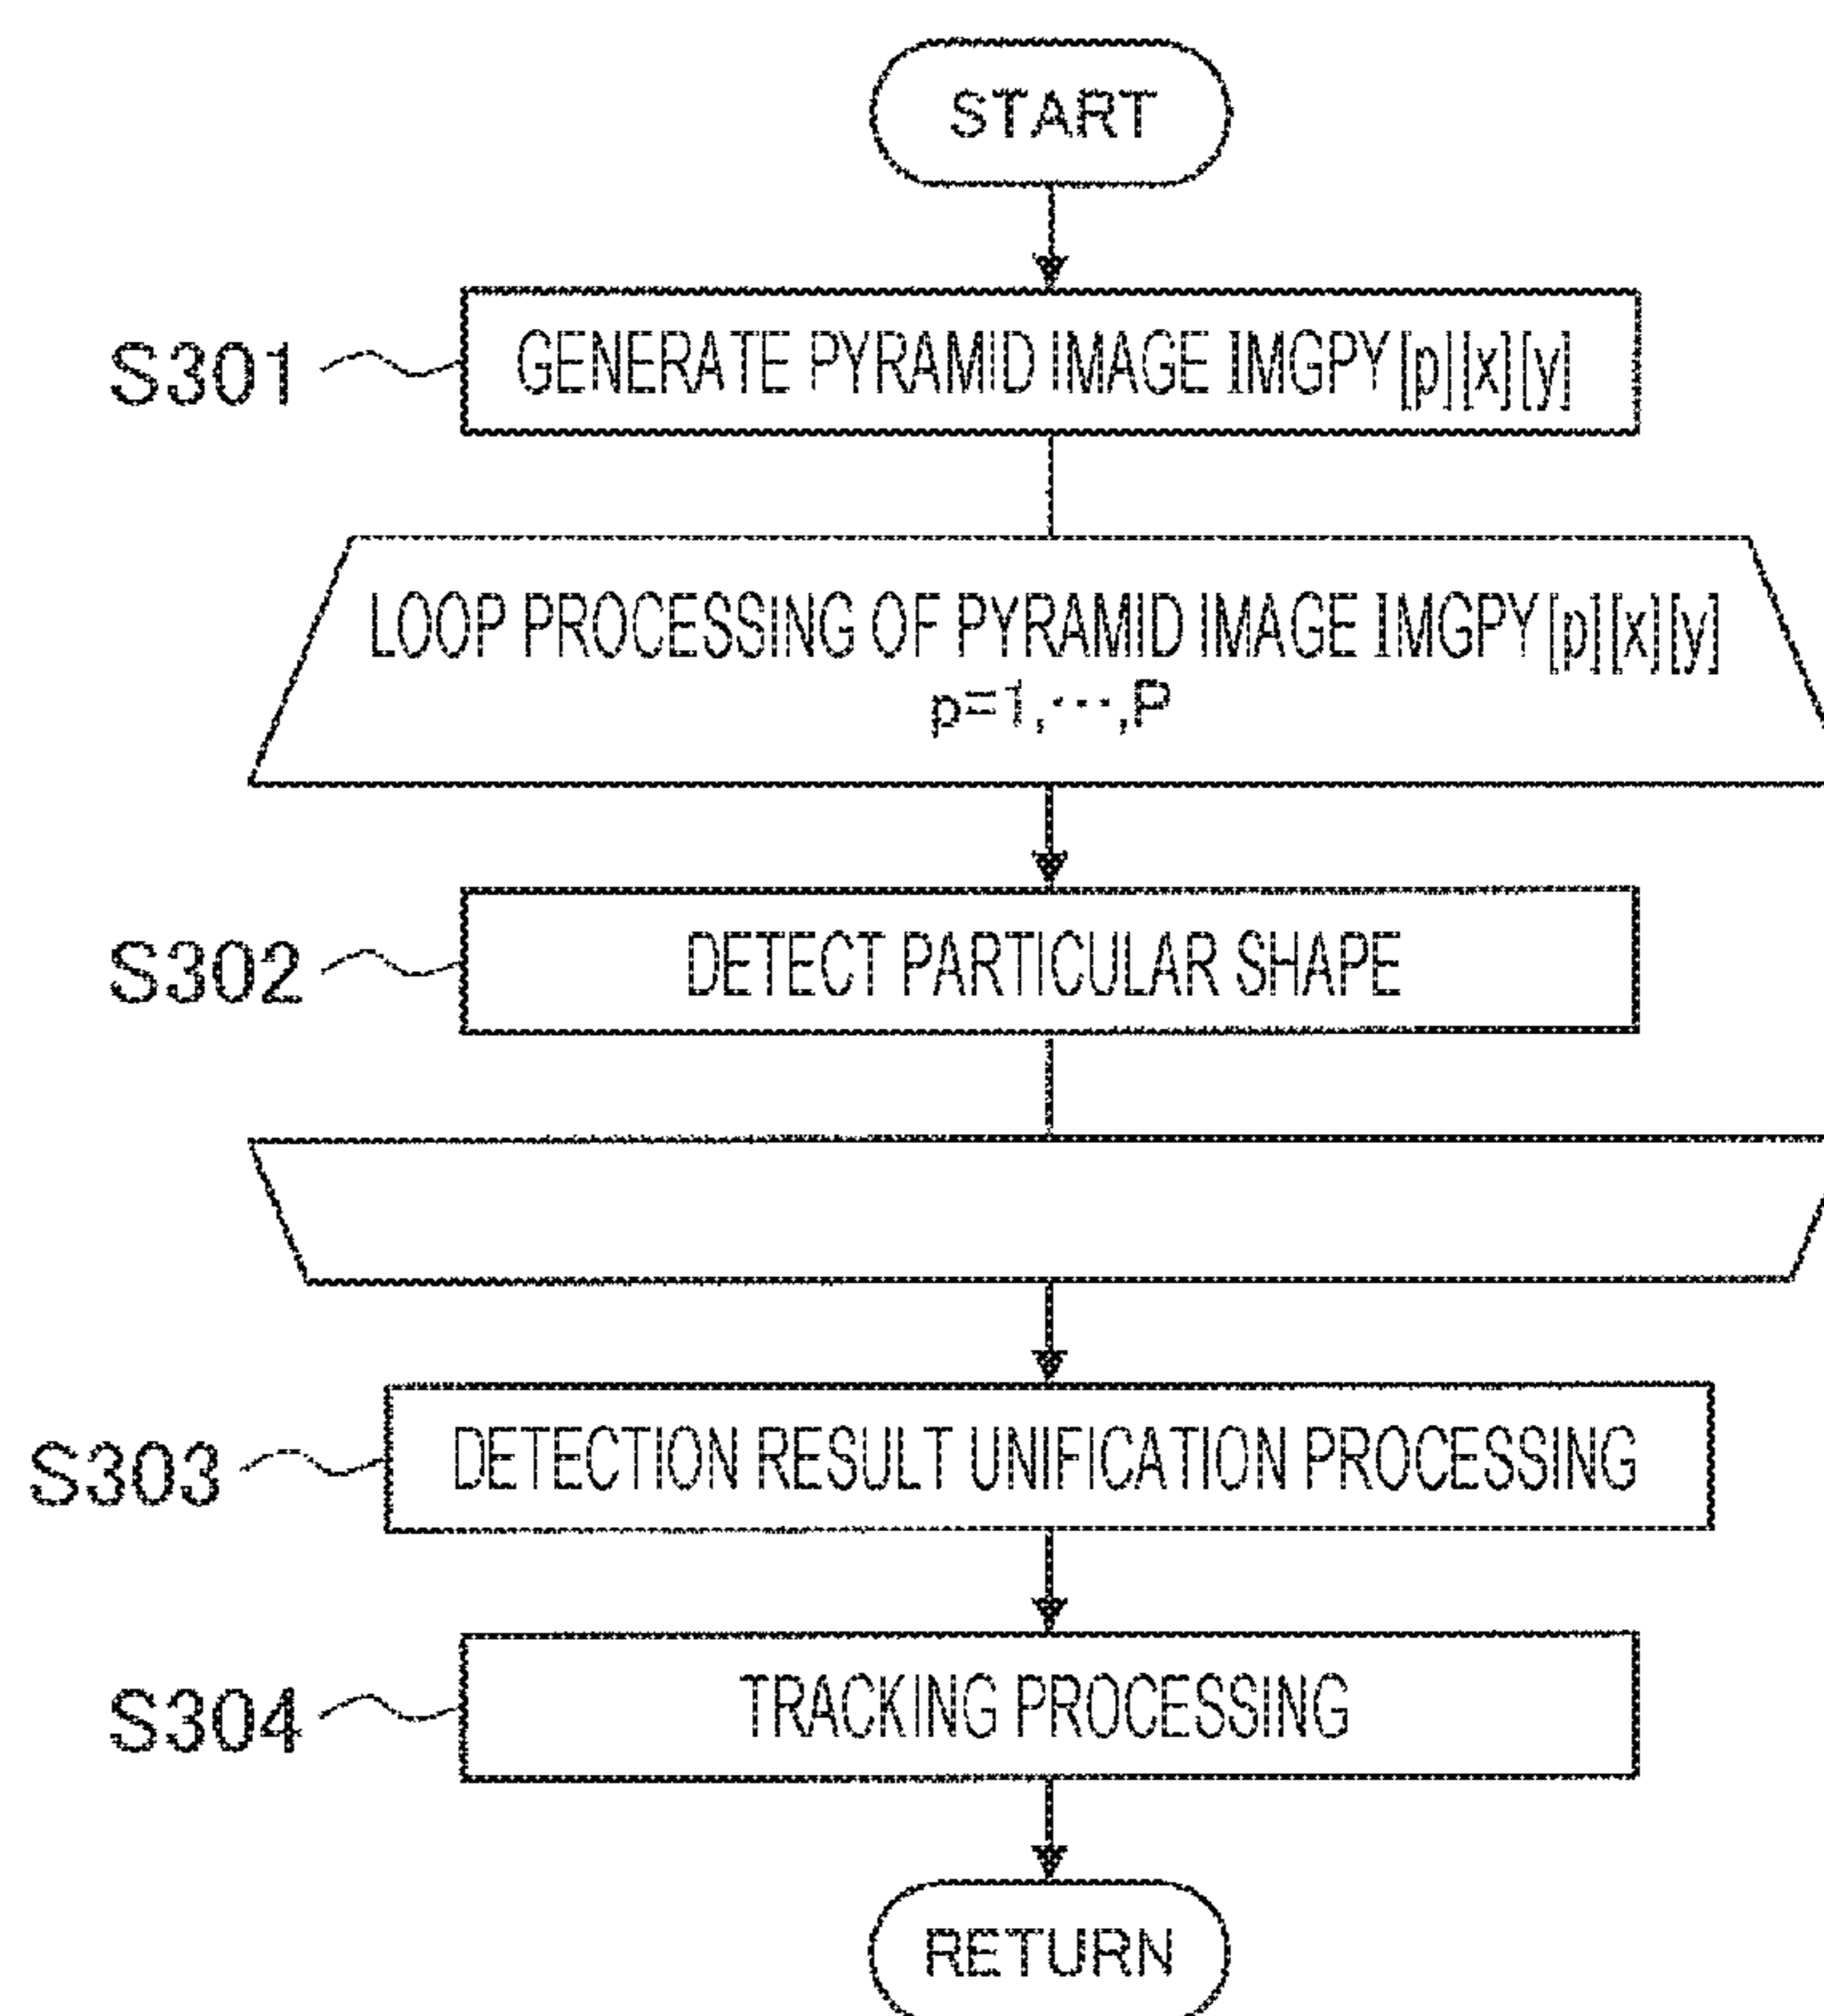 START
S301
GENERATE PYRAMID IMAGE IMGPY[p][x][y]
LOOP PROCESSING OF PYRAMID IMAGE IMGPY[p][x][y]
p=1,···,P
S302
DETECT PARTICULAR SHAPE
S303
DETECTION RESULT UNIFICATION PROCESSING
S304
TRACKING PROCESSING
RETURN